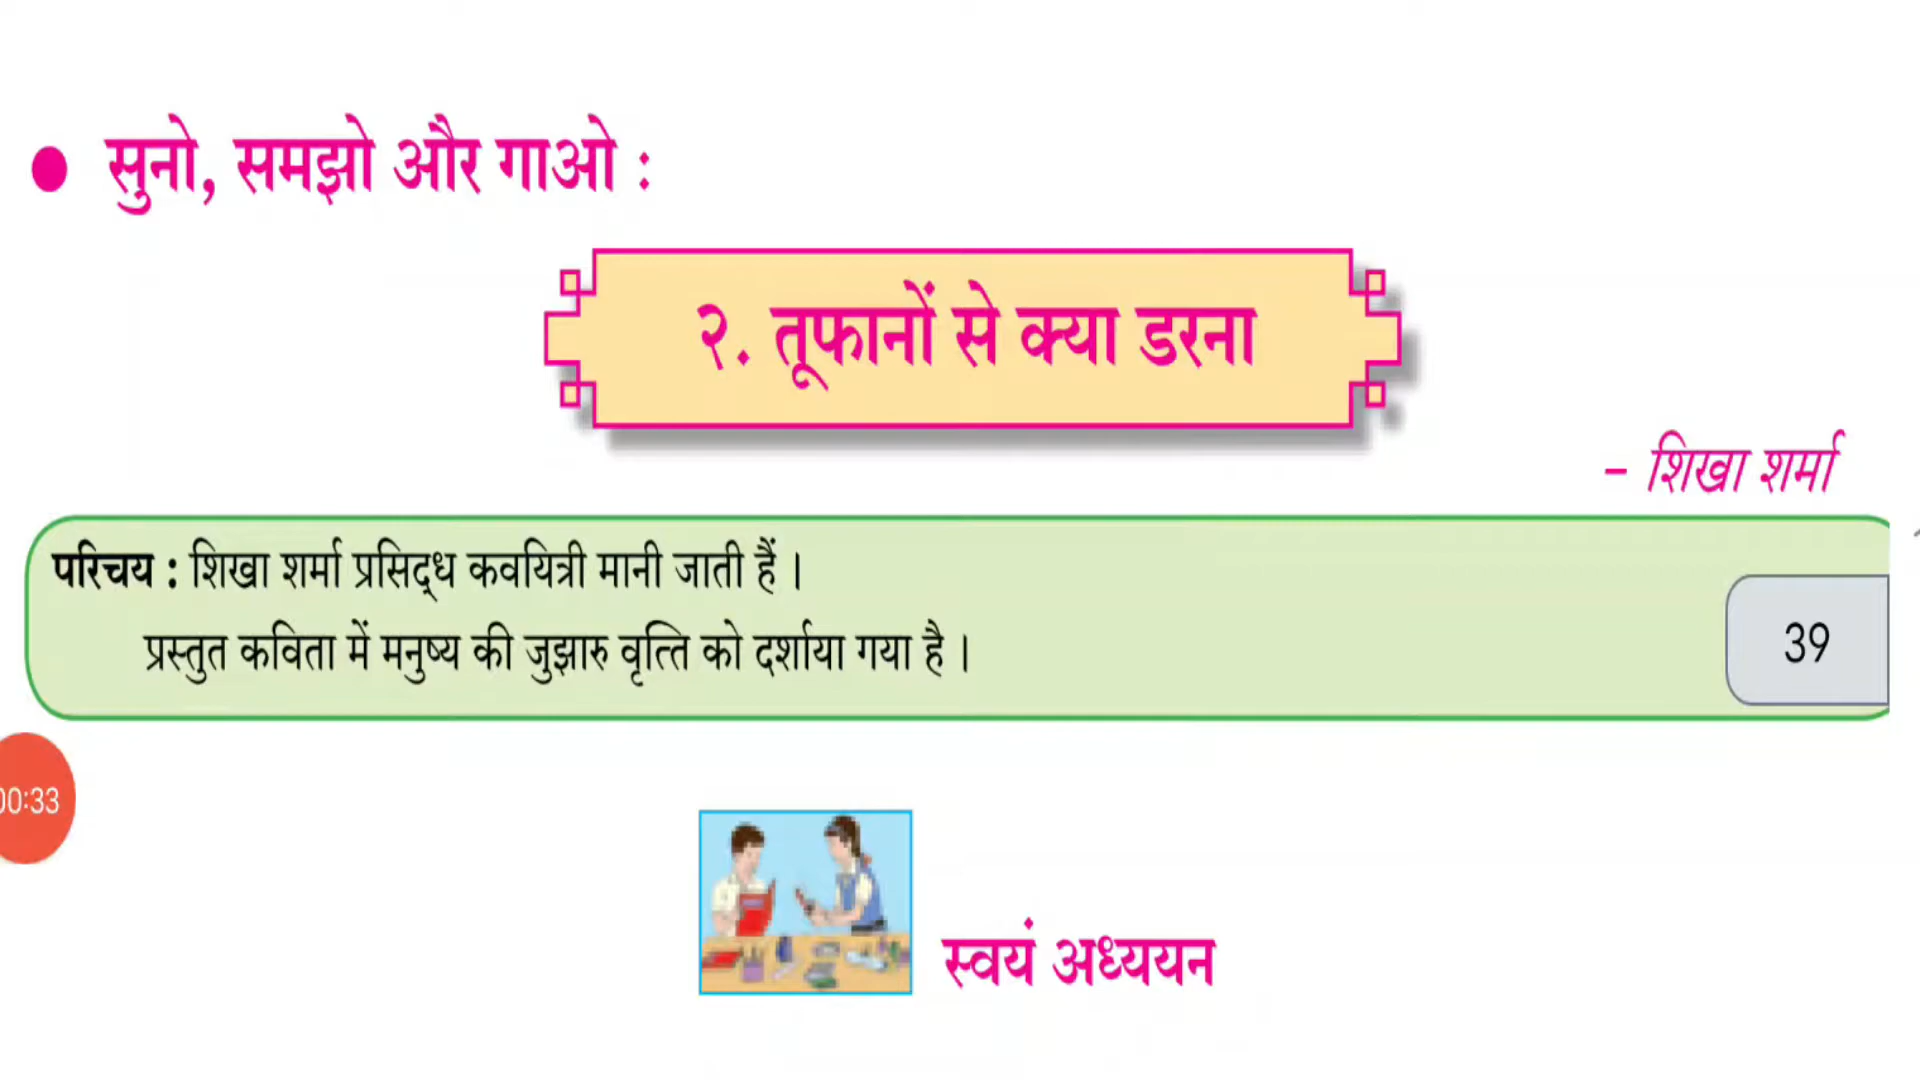 ● सुनो, समझो और गाओ :
२. तूफानों से क्या डरना
– शिखा शर्मा
परिचय : शिखा शर्मा प्रसिद्ध कवयित्री मानी जाती हैं ।
प्रस्तुत कविता में मनुष्य की जुझारु वृत्ति को दर्शाया गया है ।
39
00:33
स्वयं अध्ययन